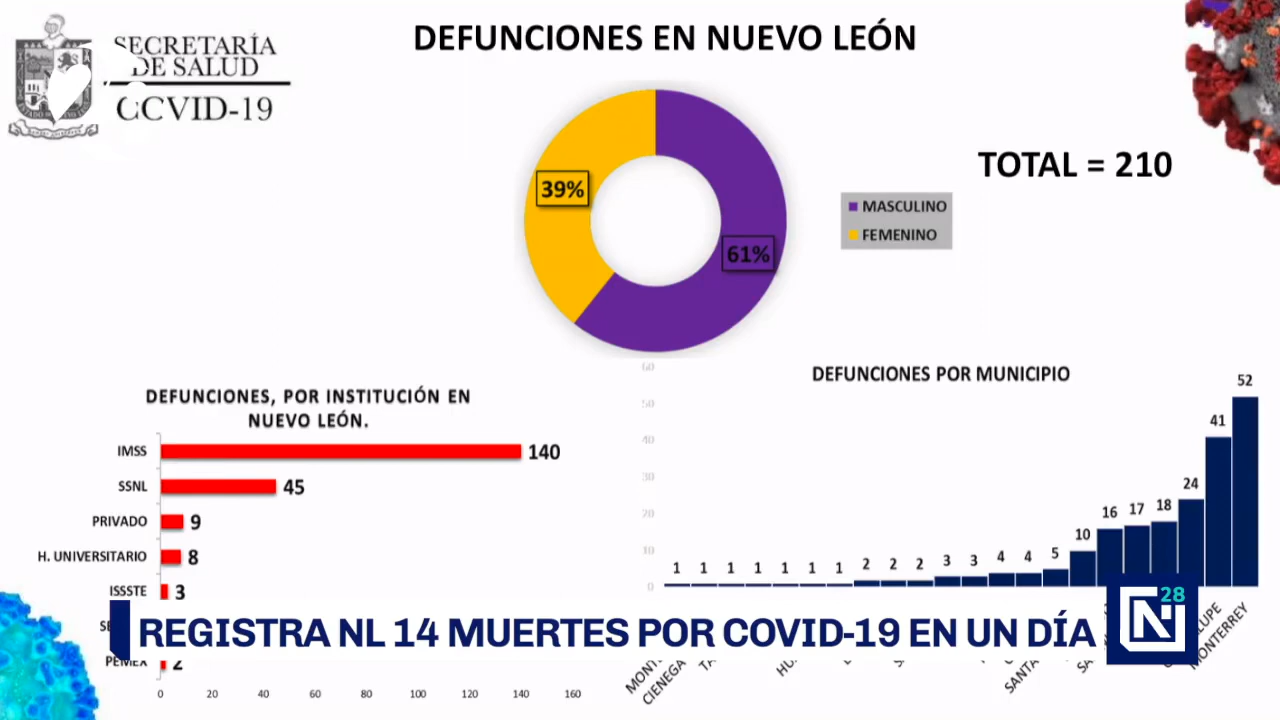 SECRETARÍA
DE SALUD
COVID-19
DEFUNCIONES EN NUEVO LEÓN
TOTAL = 210
39%
61%
MASCULINO
FEMENINO
DEFUNCIONES, POR INSTITUCIÓN EN
NUEVO LEÓN.
IMSS 140
SSNL 45
PRIVADO 9
H. UNIVERSITARIO 8
ISSSTE 3
PEMEX 2
0 20 40 60 80 100 120 140 160
DEFUNCIONES POR MUNICIPIO
60
50
40
30
20
10
0
1 1 1 1 1 1 1 2 2 2 3 3 4 4 5 10 16 17 18 24 41 52
CIENEGA
SANTA
MONTERREY
REGISTRA NL 14 MUERTES POR COVID-19 EN UN DÍA
N 28